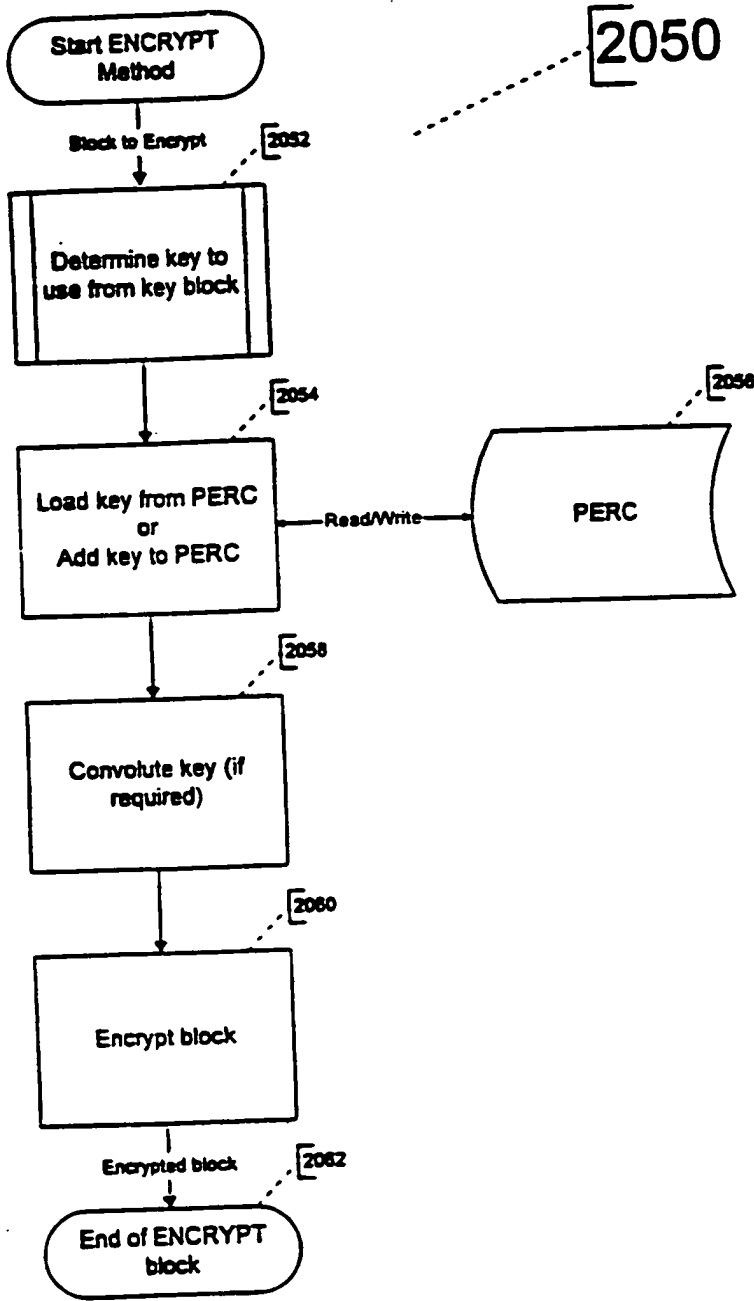 Start ENCRYPT
Method
2050
Block to Encrypt
2052
Determine key to
use from key block
2054
2056
Load key from PERC
or
Add key to PERC
Read/Write
PERC
2058
Convolute key (if
required)
2060
Encrypt block
Encrypted block
2062
End of ENCRYPT
block